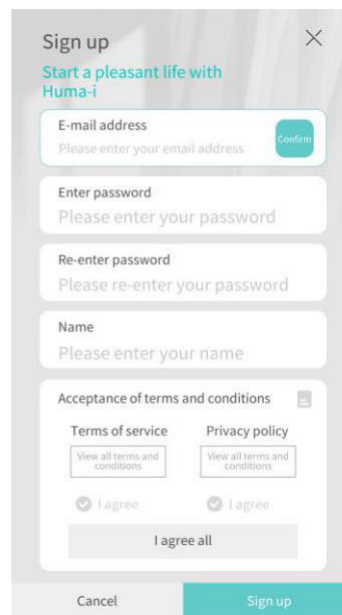 Sign up
Start a pleasant life with
Huma-i
E-mail address
Please enter your email address
Confirm
Enter password
Please enter your password
Re-enter password
Please re-enter your password
Name
Please enter your name
Acceptance of terms and conditions
Terms of service Privacy policy
View all terms and View all terms and
conditions conditions
I agree I agree
I agree all
Cancel Sign up